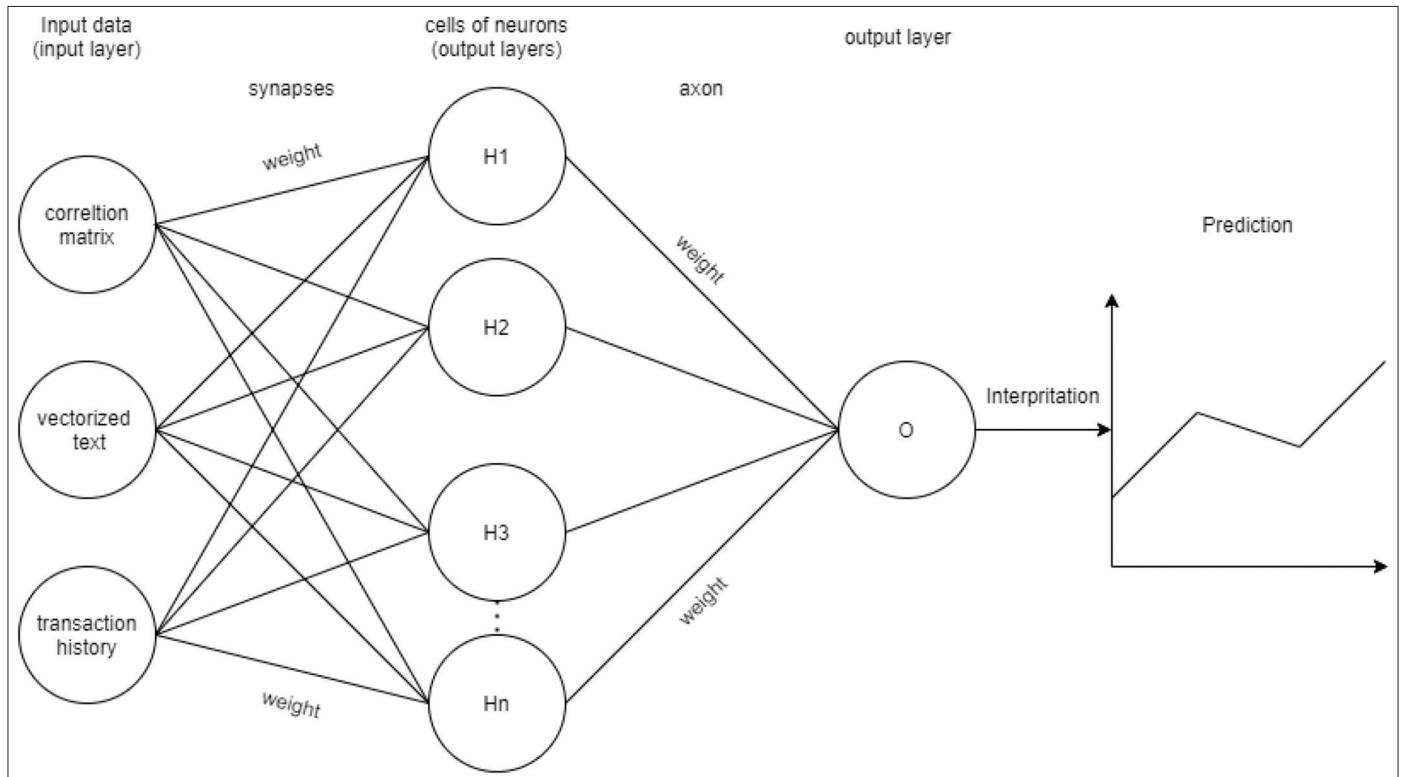 Input data
(input layer)
cells of neurons
(output layers)
output layer
synapses
axon
weight
H1
correltion
matrix
weight
Prediction
H2
vectorized
text
Interpritation
O
H3
transaction
history
weight
weight
Hn